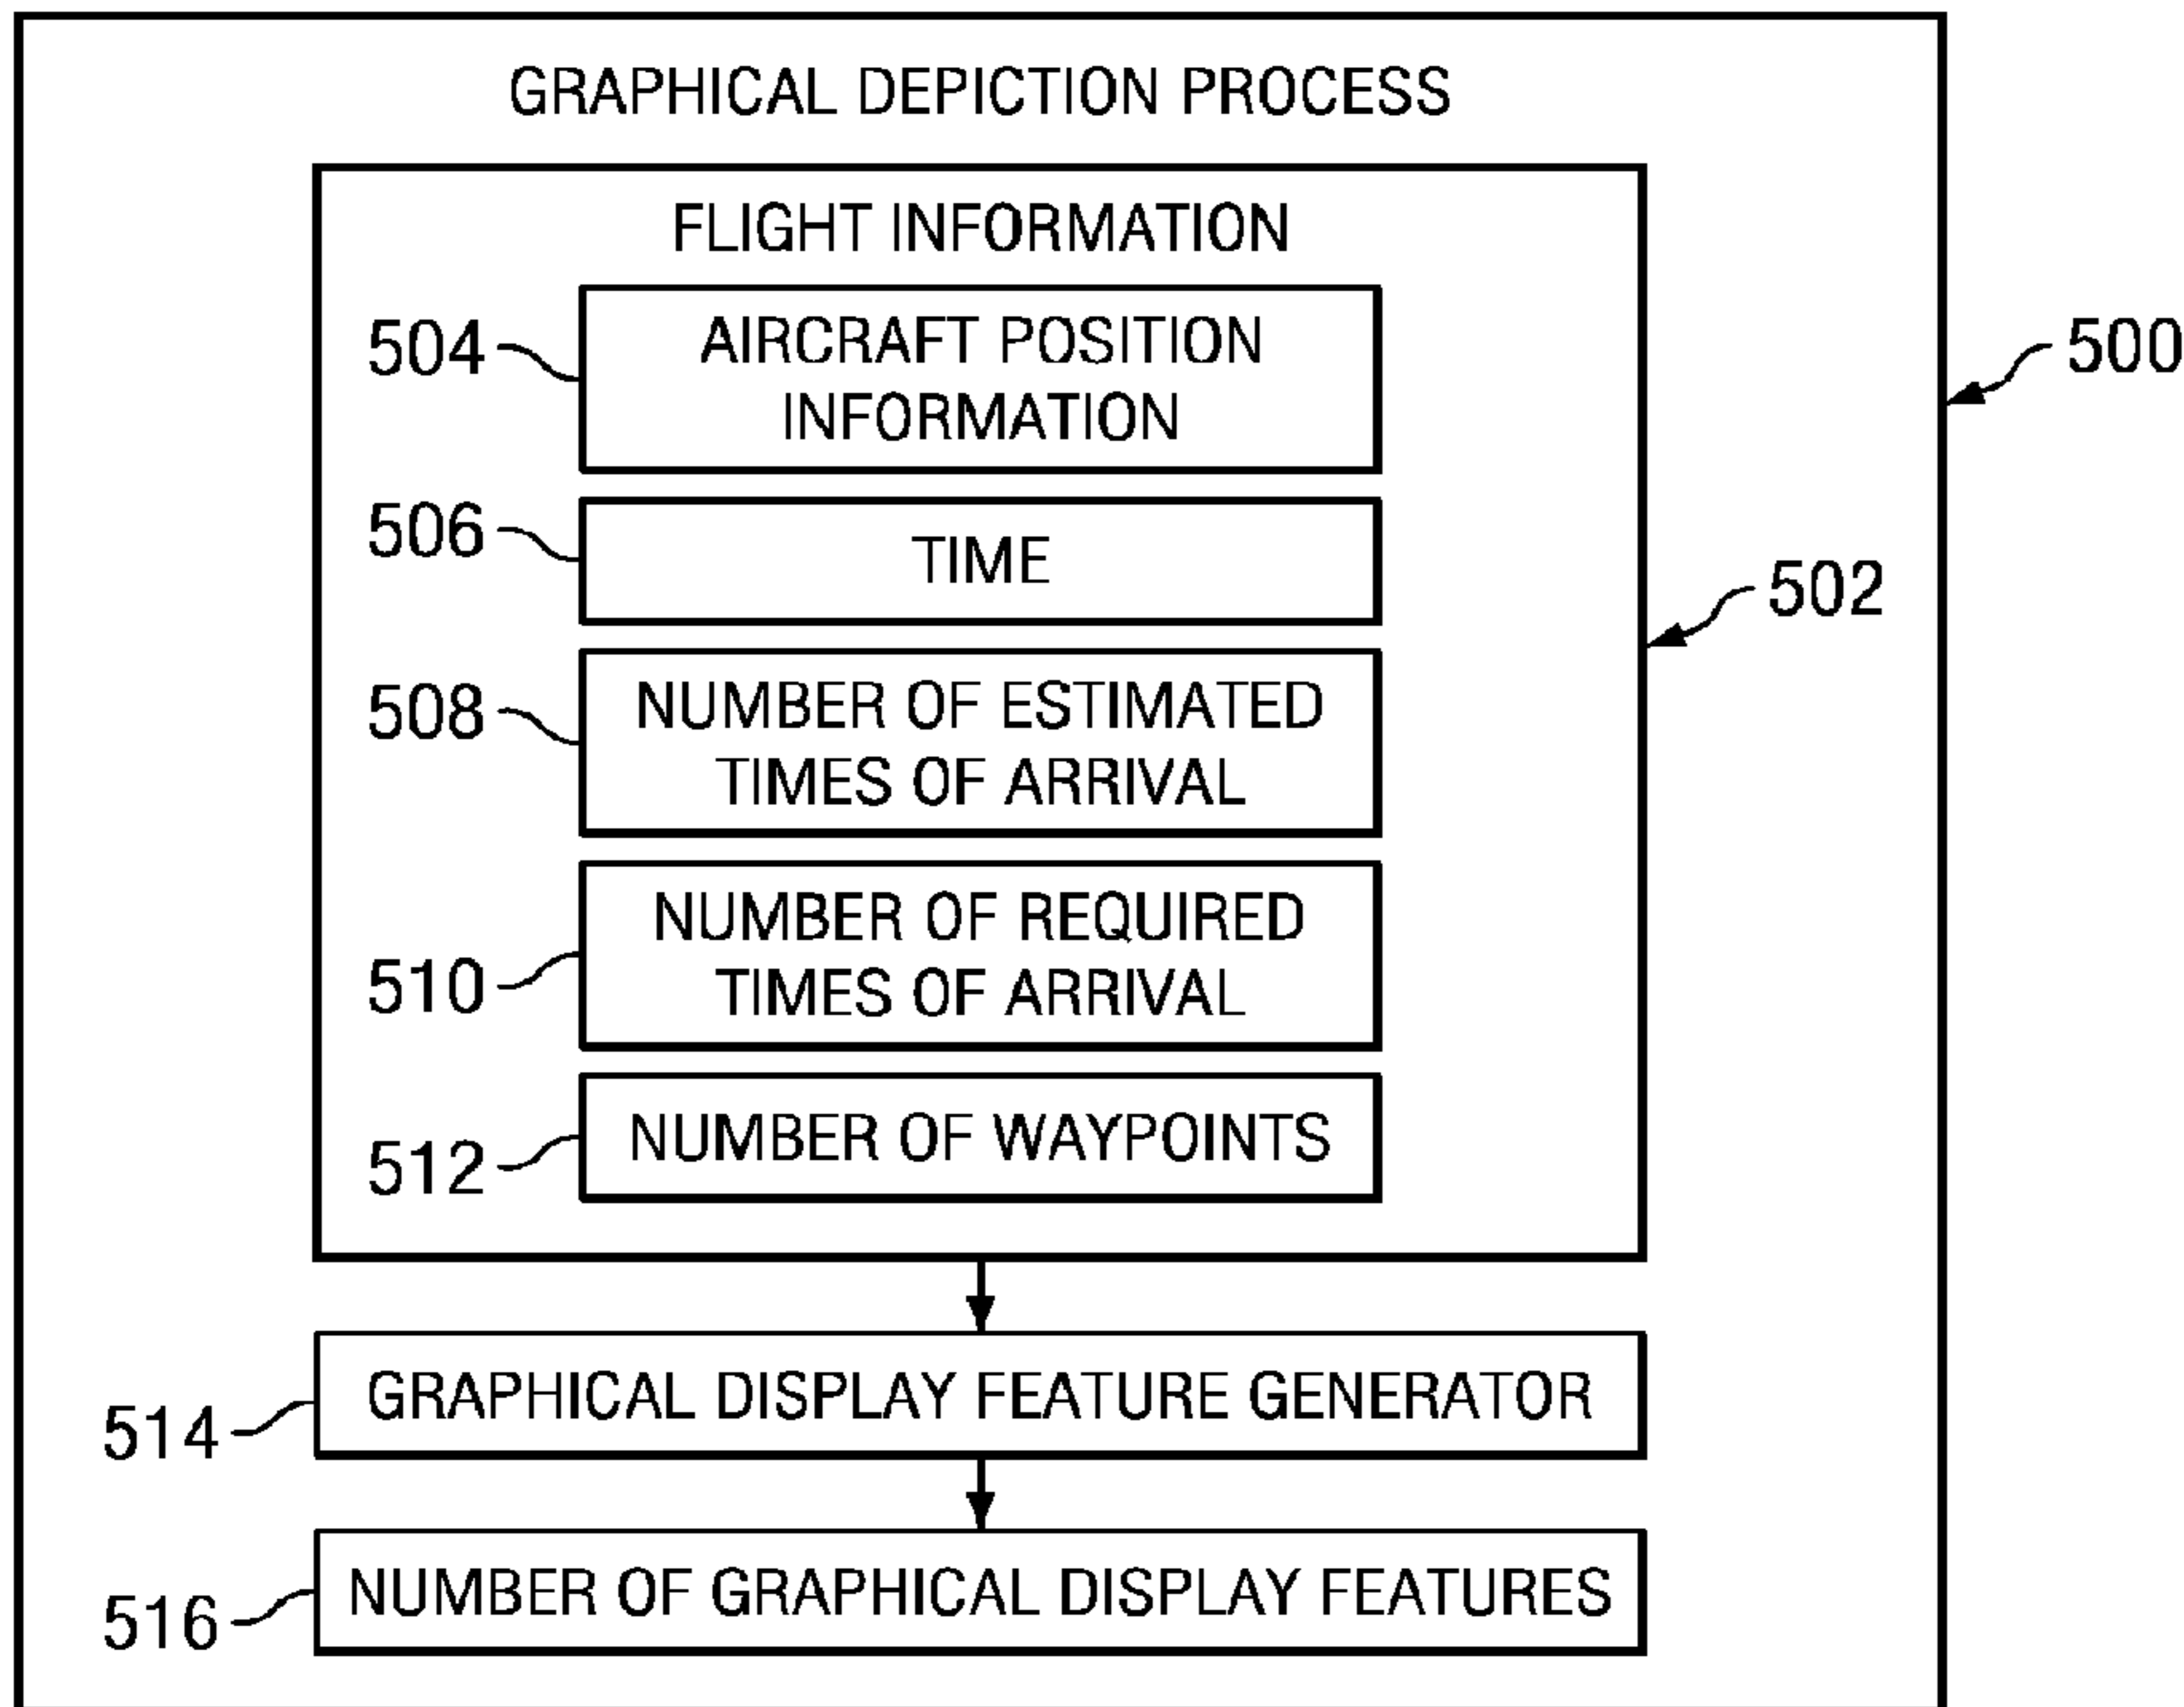 GRAPHICAL DEPICTION PROCESS
FLIGHT INFORMATION
504
AIRCRAFT POSITION
INFORMATION
500
506
TIME
502
508
NUMBER OF ESTIMATED
TIMES OF ARRIVAL
510
NUMBER OF REQUIRED
TIMES OF ARRIVAL
512
NUMBER OF WAYPOINTS
514
GRAPHICAL DISPLAY FEATURE GENERATOR
516
NUMBER OF GRAPHICAL DISPLAY FEATURES